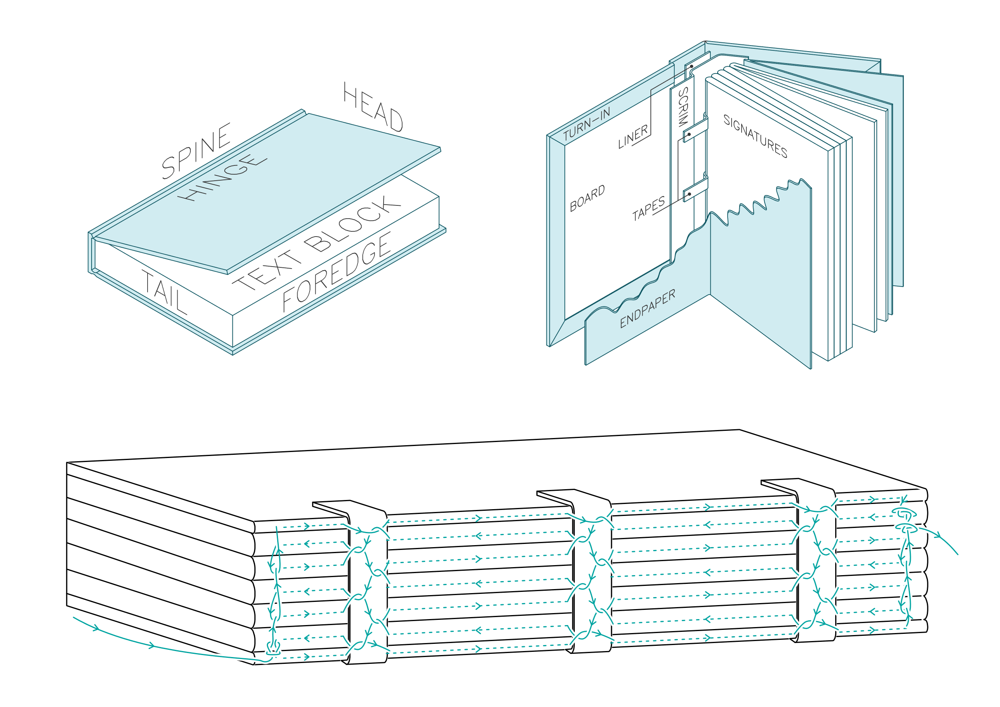 HEAD
SPINE
HINGE
TEXT BLOCK
FOREDGE
TAIL
TURN-IN
LINER
SCRIM
SIGNATURES
BOARD
TAPES
ENDPAPER